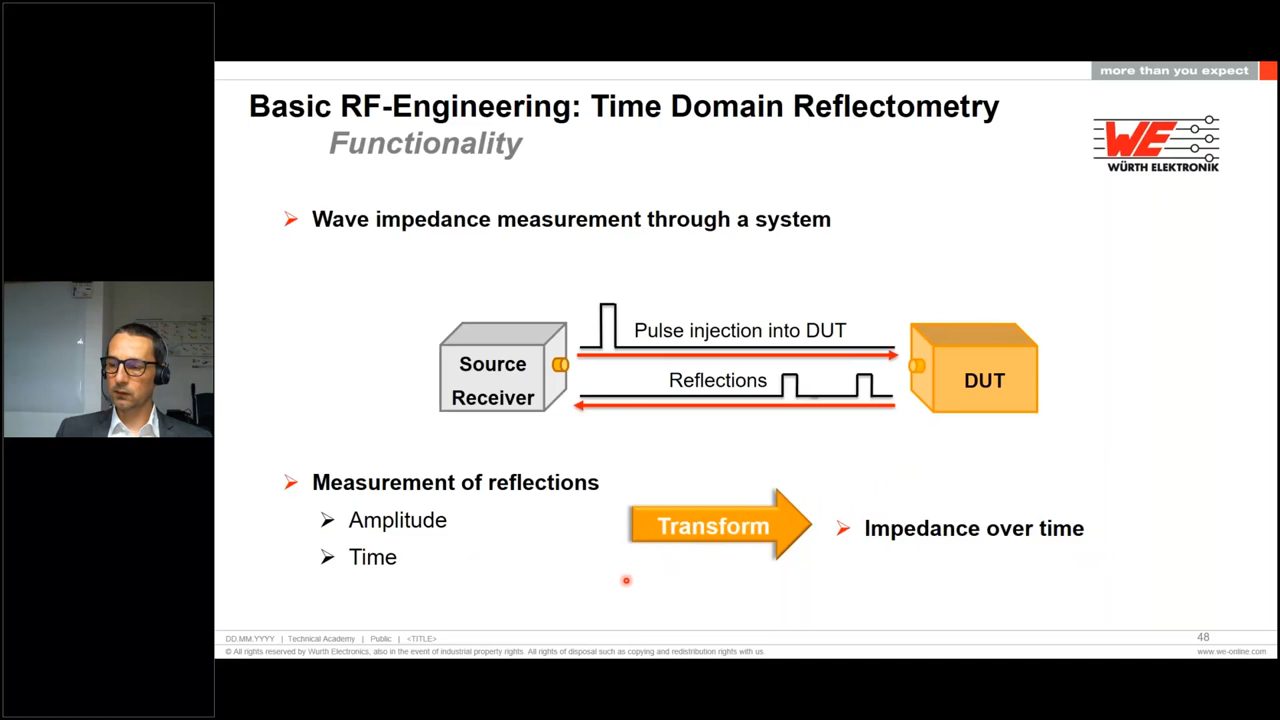 more than you expect
Basic RF-Engineering: Time Domain Reflectometry
Functionality
WE
WÜRTH ELEKTRONIK
Wave impedance measurement through a system
Source
Receiver
Pulse injection into DUT
Reflections
DUT
Measurement of reflections
Amplitude
Time
Transform
Impedance over time
DD.MM.YYYY | Technical Academy | Public | <TITLE>
48
© All rights reserved by Wurth Electronics, also in the event of industrial property rights. All rights of disposal such as copying and redistribution rights with us.
www.we-online.com